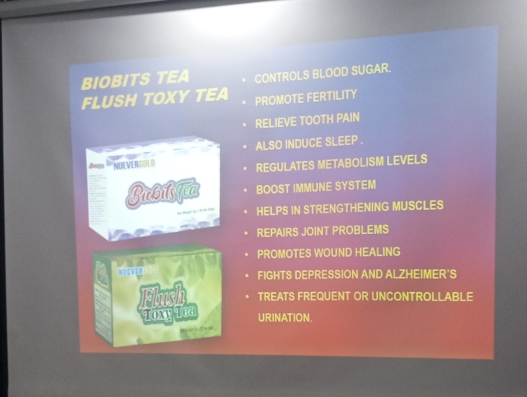 BIOBITS TEA
FLUSH TOXY TEA
• CONTROLS BLOOD SUGAR.
• PROMOTE FERTILITY
• RELIEVE TOOTH PAIN
• ALSO INDUCE SLEEP .
• REGULATES METABOLISM LEVELS
• BOOST IMMUNE SYSTEM
• HELPS IN STRENGTHENING MUSCLES
• REPAIRS JOINT PROBLEMS
• PROMOTES WOUND HEALING
• FIGHTS DEPRESSION AND ALZHEIMER'S
• TREATS FREQUENT OR UNCONTROLLABLE
URINATION.
NUEVERGOLD
Biobits Tea
NUEVERGOLD
Flush
Toxy Tea